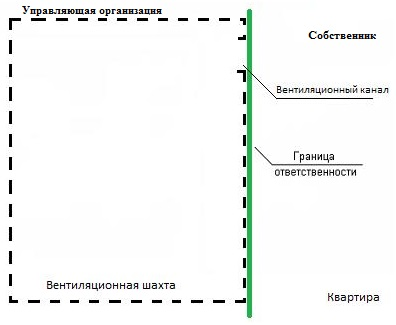 Управляющая организация
Собственник
Вентиляционный канал
Граница
ответственности
Вентиляционная шахта
Квартира